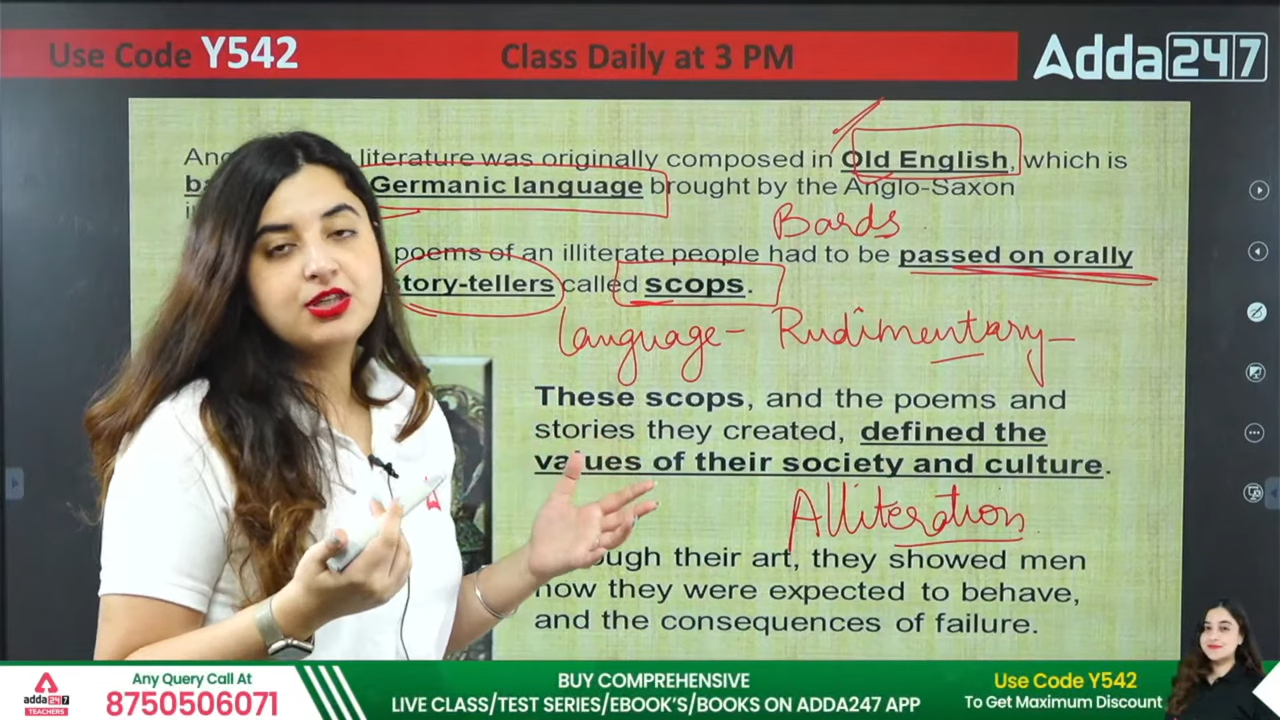 Use Code Y542
Class Daily at 3 PM
Adda247
literature was originally composed in Old English, which is
Germanic language brought by the Anglo-Saxon
Bards
poems of an illiterate people had to be passed on orally
story-tellers called scops.
Language - Rudimentary -
These scops, and the poems and
stories they created, defined the
values of their society and culture.
Alliteration
their art, they showed men
how they were expected to behave,
and the consequences of failure.
adda247
TEACHERS
Any Query Call At
8750506071
BUY COMPREHENSIVE
LIVE CLASS/TEST SERIES/EBOOK'S/BOOKS ON ADDA247 APP
Use Code Y542
To Get Maximum Discount